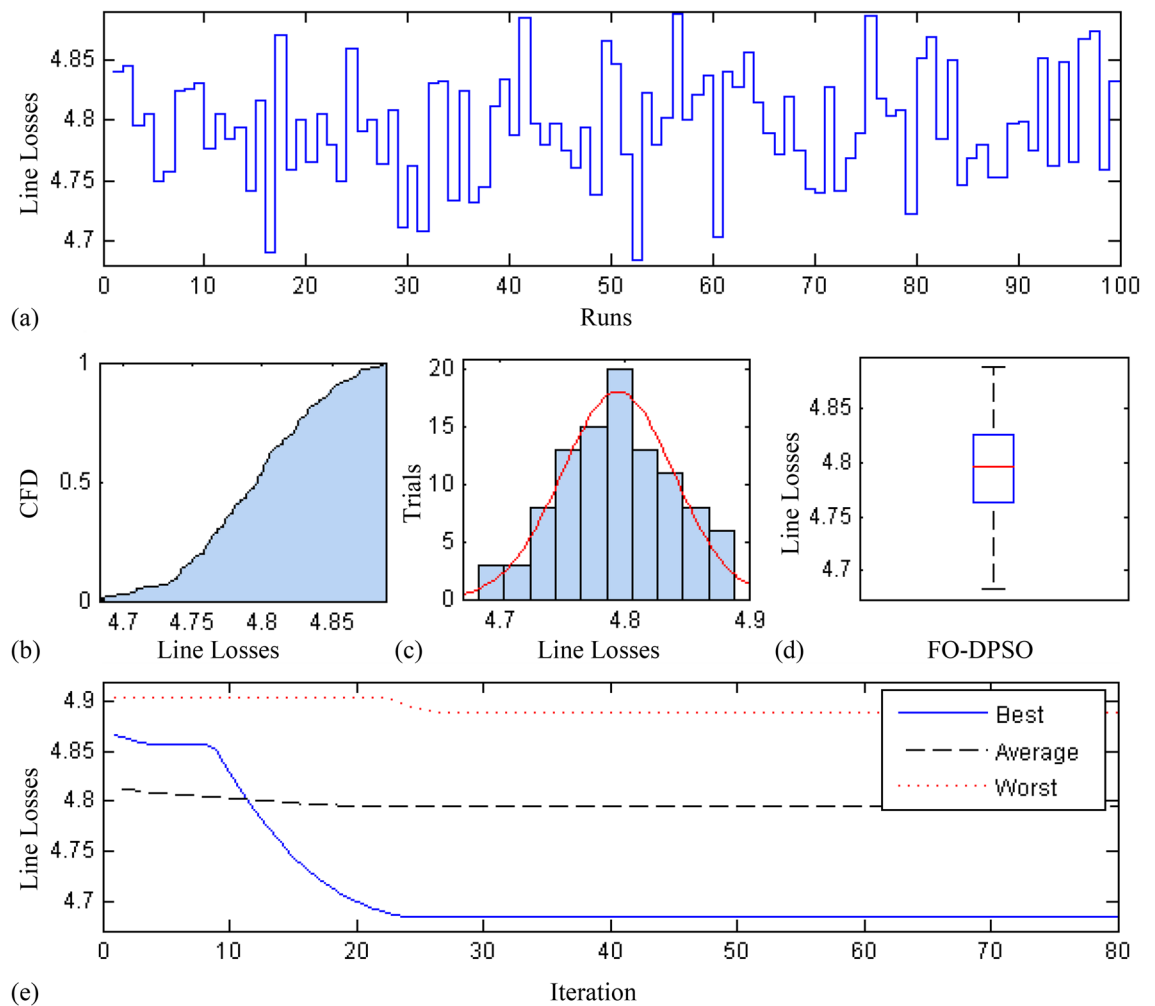 4.85
4.8
4.75
4.7
Line Losses
0 10 20 30 40 50 60 70 80 90 100
(a) Runs
1
0.5
0
CFD
4.7 4.75 4.8 4.85
(b) Line Losses
20
15
10
5
0
Trials
4.7 4.8 4.9
(c) Line Losses
4.85
4.8
4.75
4.7
Line Losses
(d) FO-DPSO
4.9
4.85
4.8
4.75
4.7
Line Losses
Best
Average
Worst
0 10 20 30 40 50 60 70 80
(e) Iteration